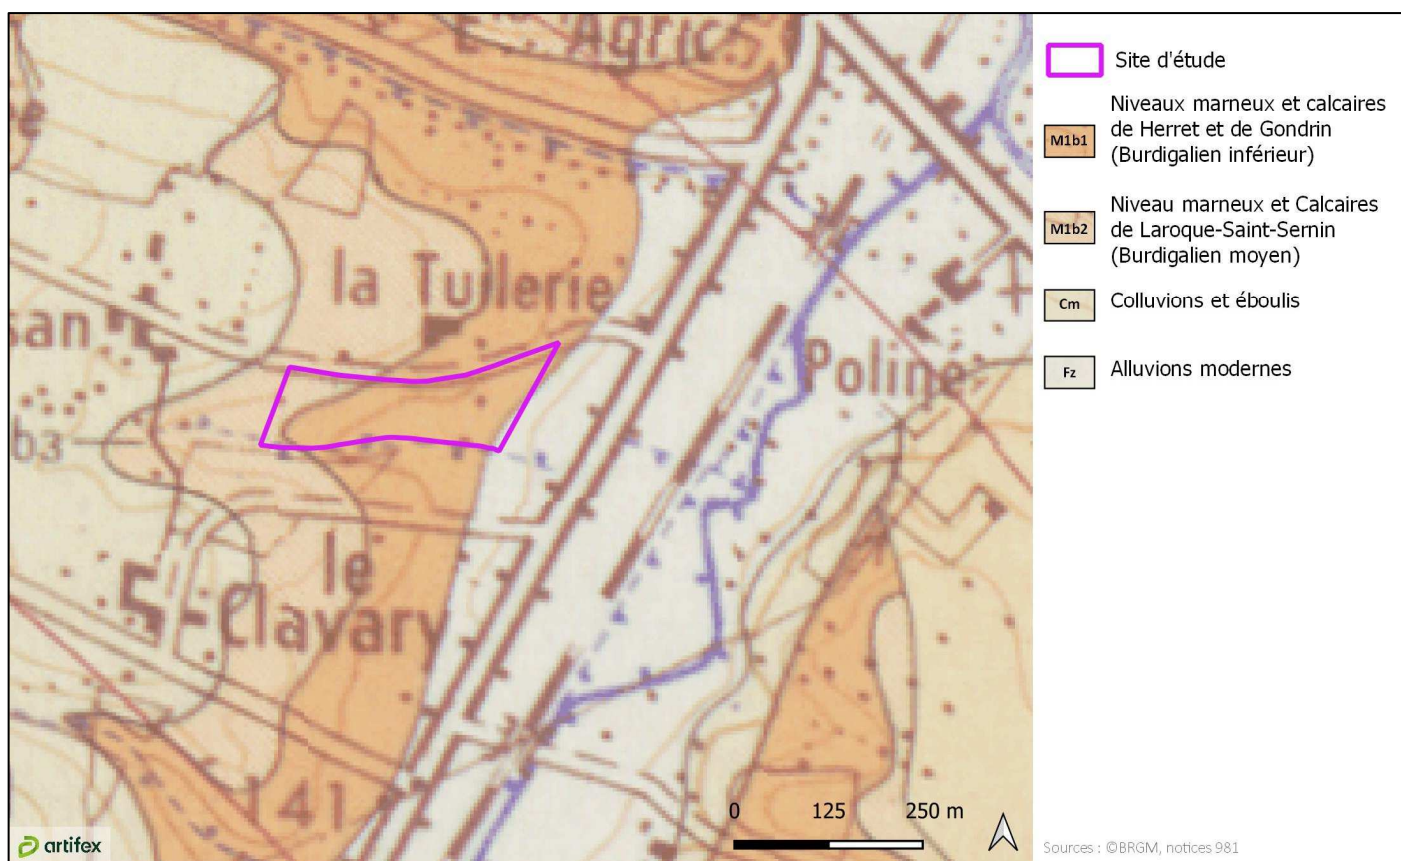 Agric
la Tuilerie
san
Poline
b3
le
Clavary
141
0 125 250 m
artifex
Site d'étude
Niveaux marneux et calcaires
de Herret et de Gondrin
(Burdigalien inférieur)
M1b1
Niveau marneux et Calcaires
de Laroque-Saint-Sernin
(Burdigalien moyen)
M1b2
Cm
Colluvions et éboulis
Fz
Alluvions modernes
Sources : ©BRGM, notices 981